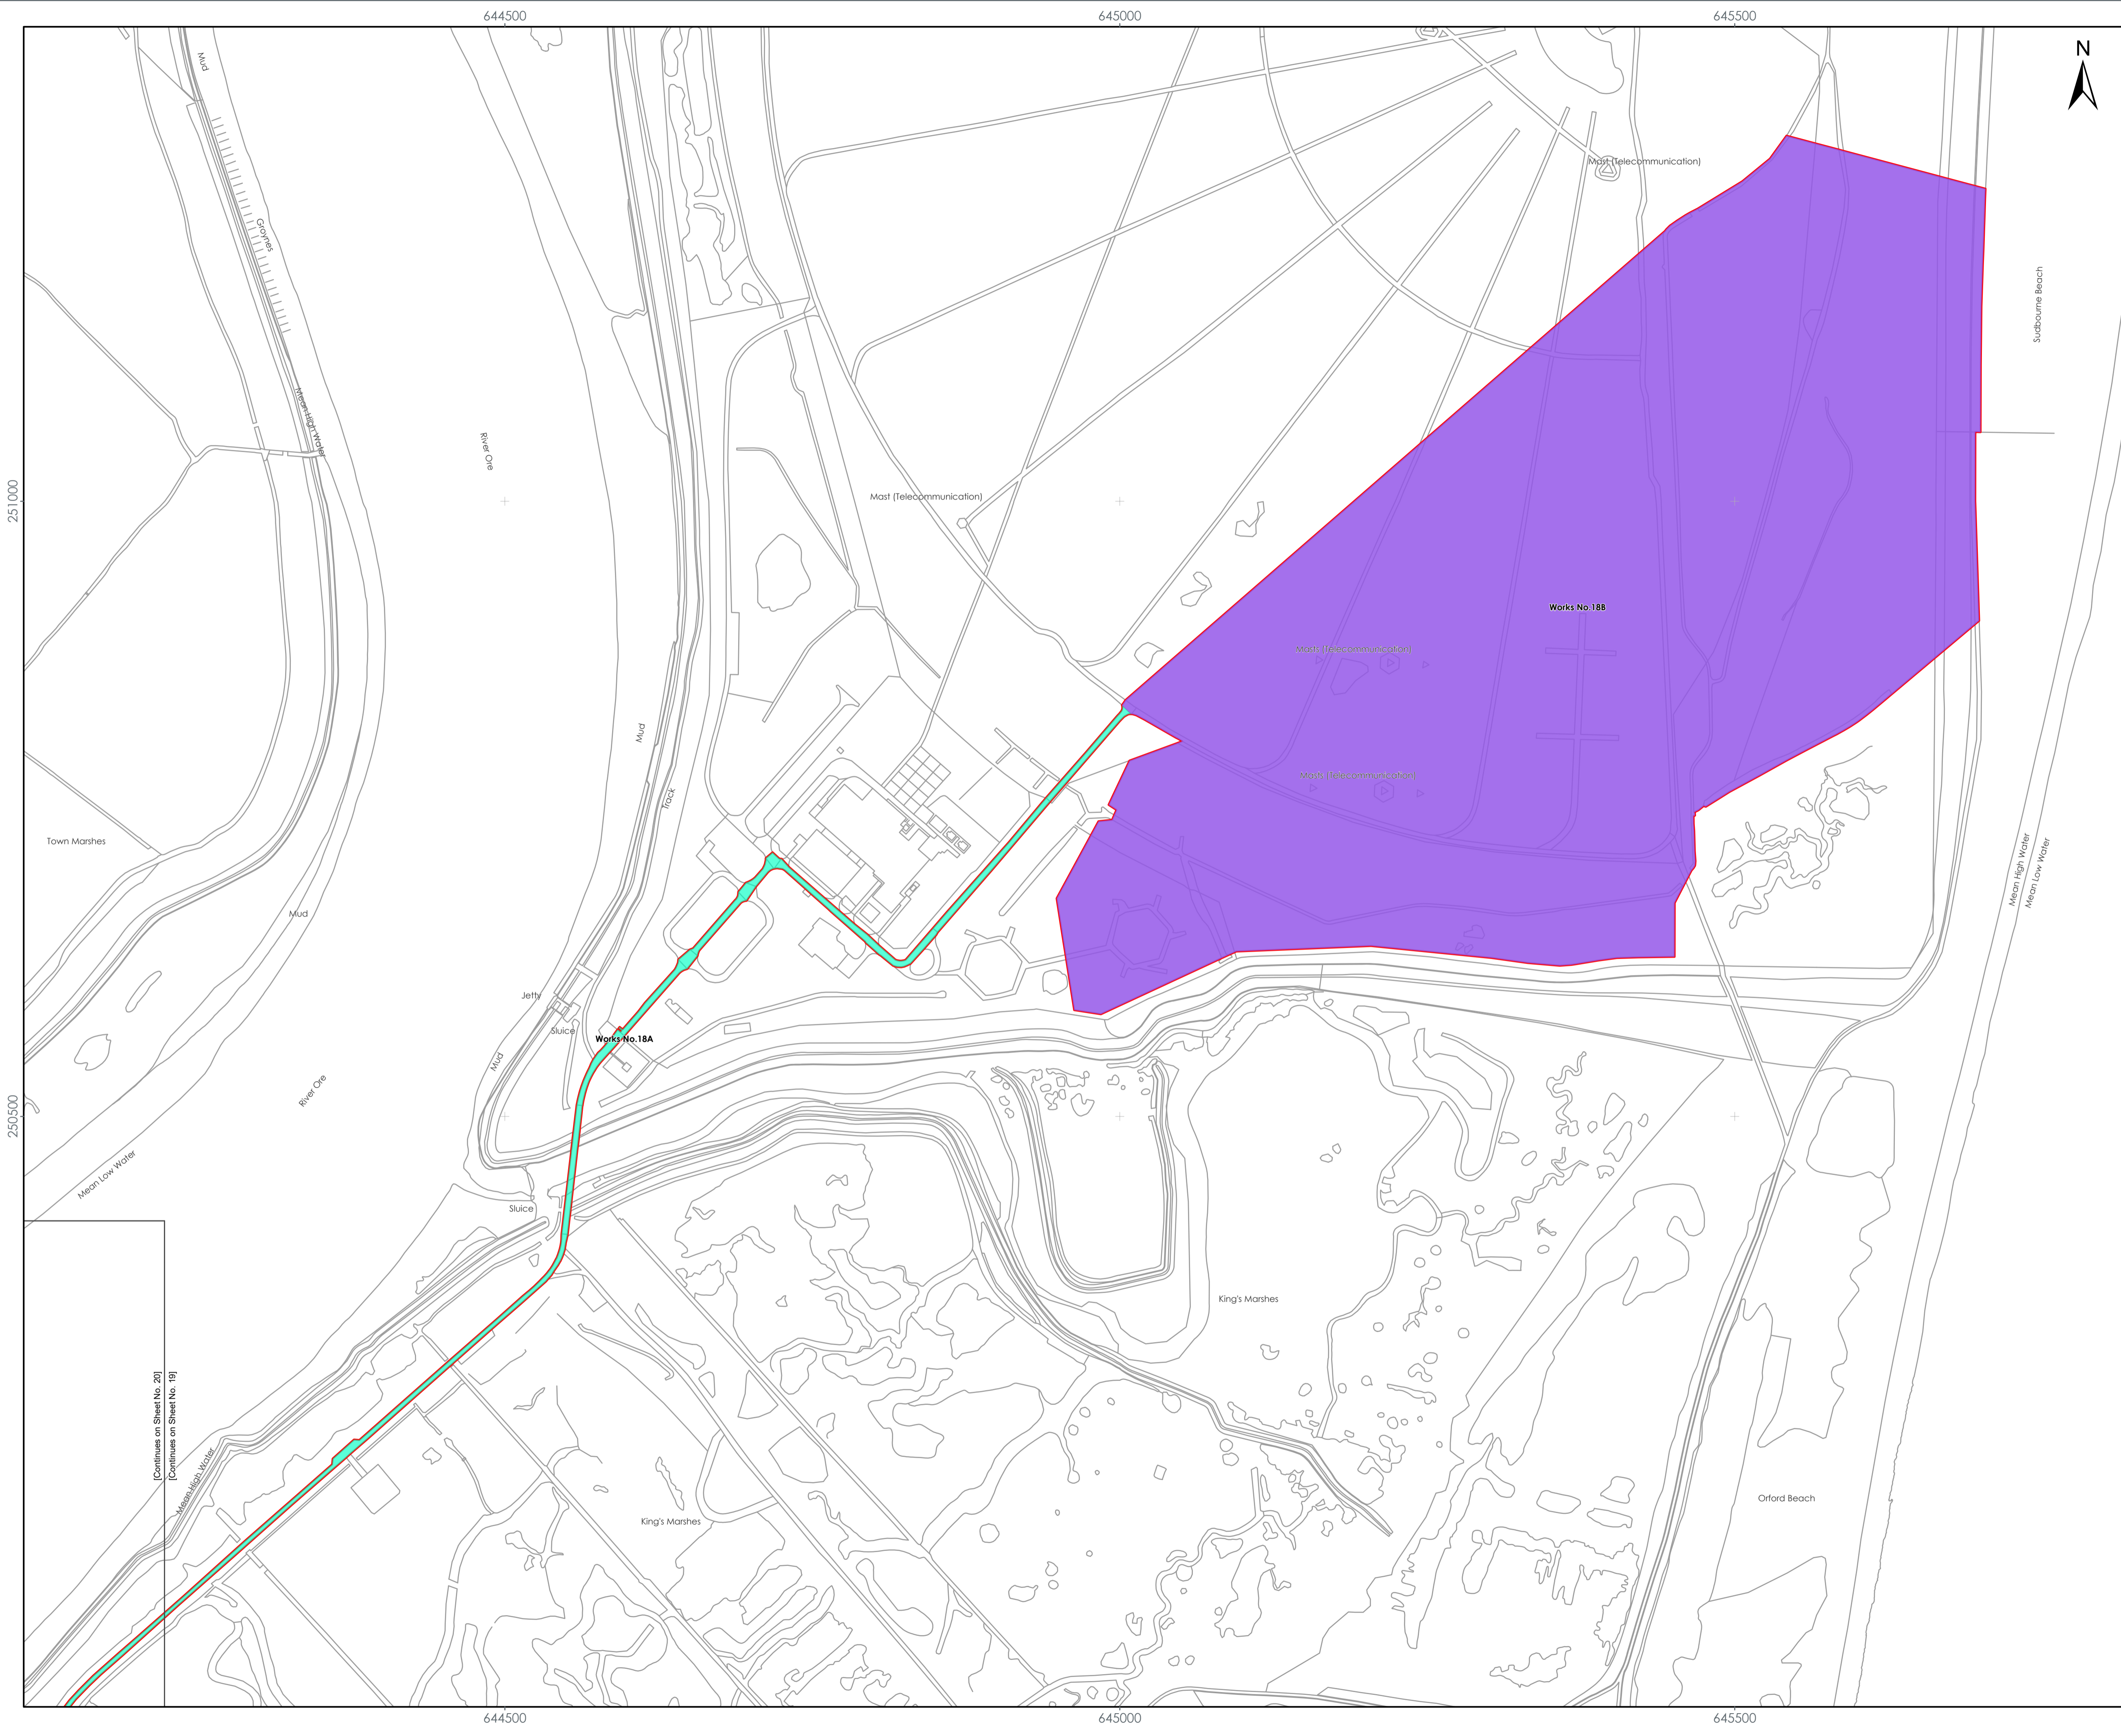 644500
645000
645500
N
Mud
Groynes
Mast (Telecommunication)
Sudbourne Beach
Mean High Water
River Ore
251000
Mast (Telecommunication)
Works No.18B
Masts (Telecommunication)
Mud
Masts (Telecommunication)
Track
Town Marshes
Mean High Water
Mean Low Water
Mud
Jetty
Sluice
Works No.18A
Mud
River Ore
250500
Mean Low Water
Sluice
King's Marshes
[Continues on Sheet No. 20]
[Continues on Sheet No. 19]
Mean High Water
Orford Beach
King's Marshes
644500
645000
645500